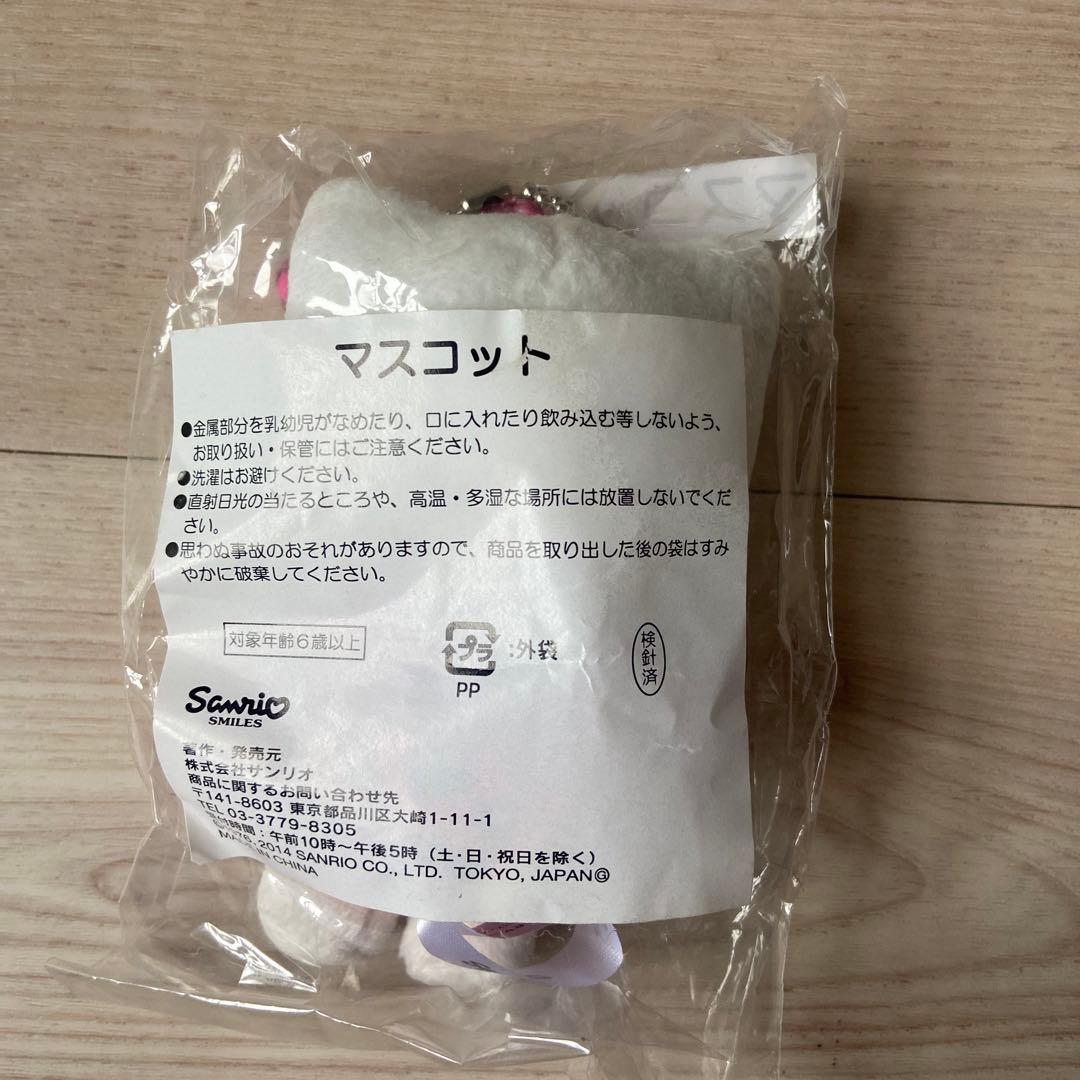 マスコット
●金属部分を乳幼児がなめたり、口に入れたり飲み込む等しないよう、
お取り扱い・保管にはご注意ください。
●洗濯はお避けください。
●直射日光の当たるところや、高温・多湿な場所には放置しないでくだ
さい。
●思わぬ事故のおそれがありますので、商品を取り出した後の袋はすみ
やかに破棄してください。
対象年齢6歳以上
プラ :外袋
PP
検針済
Sanrio
SMILES
著作・発売元
株式会社サンリオ
商品に関するお問い合わせ先
〒141-8603 東京都品川区大崎1-11-1
TEL 03-3779-8305
受付時間：午前10時〜午後5時（土・日・祝日を除く）
76, 2014 SANRIO CO., LTD. TOKYO, JAPAN Ⓖ
MADE IN CHINA